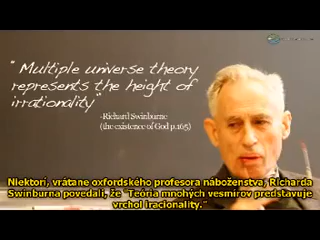 “ Multiple universe theory
represents the height of
irrationality”
-Richard Swinburne
(the existence of God p.165)
Niektorí, vrátane oxfordského profesora náboženstva, Richarda
Swinburna povedali, že "Teória mnohých vesmírov predstavuje
vrchol iracionality."